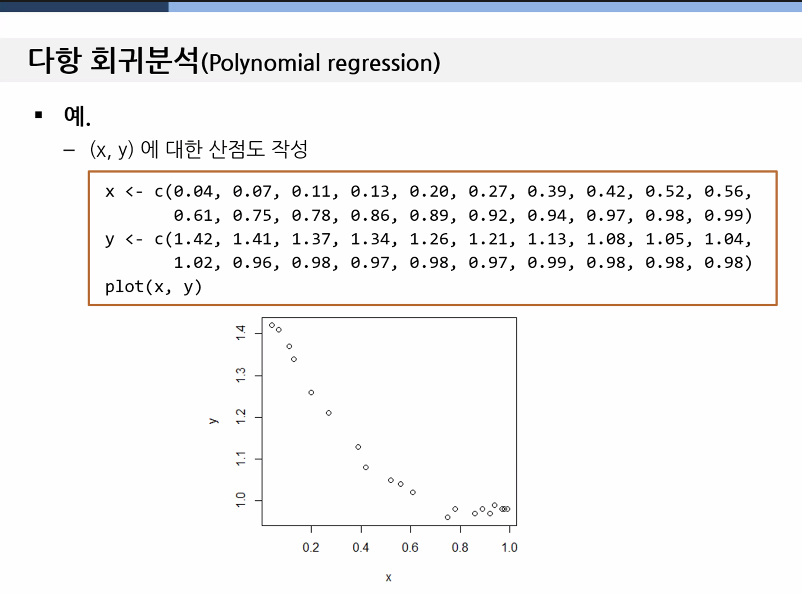 다항 회귀분석(Polynomial regression)
▪ 예.
– (x, y) 에 대한 산점도 작성
x <- c(0.04, 0.07, 0.11, 0.13, 0.20, 0.27, 0.39, 0.42, 0.52, 0.56,
0.61, 0.75, 0.78, 0.86, 0.89, 0.92, 0.94, 0.97, 0.98, 0.99)
y <- c(1.42, 1.41, 1.37, 1.34, 1.26, 1.21, 1.13, 1.08, 1.05, 1.04,
1.02, 0.96, 0.98, 0.97, 0.98, 0.97, 0.99, 0.98, 0.98, 0.98)
plot(x, y)
y
1.4
1.3
1.2
1.1
1.0
0.2 0.4 0.6 0.8 1.0
x